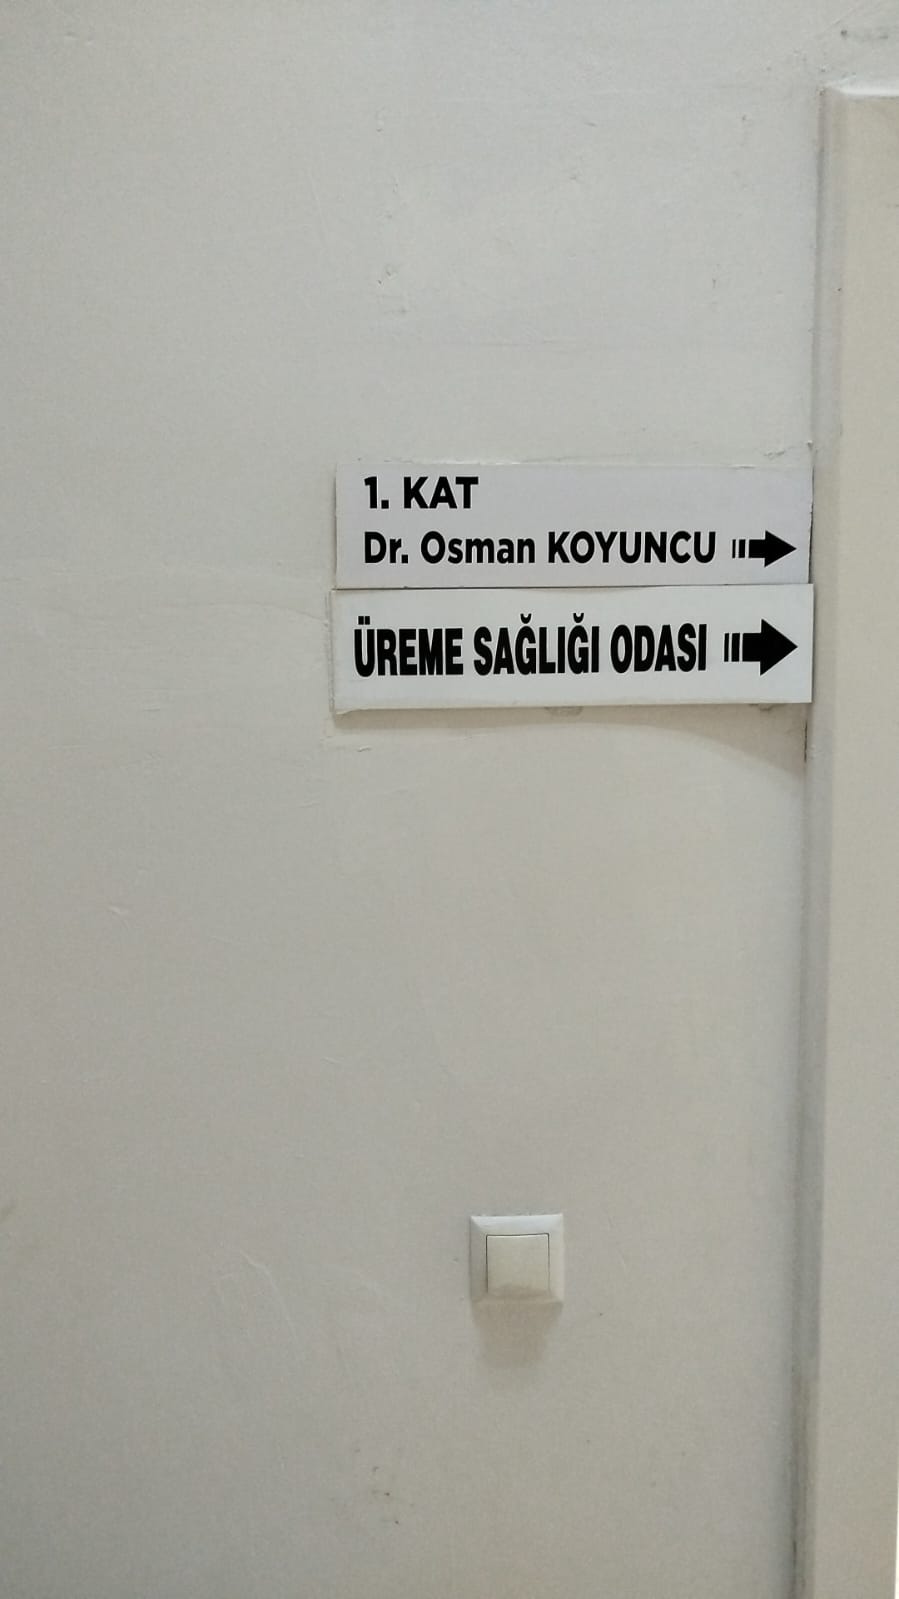 1. KAT
Dr. Osman KOYUNCU
ÜREME SAĞLIĞI ODASI